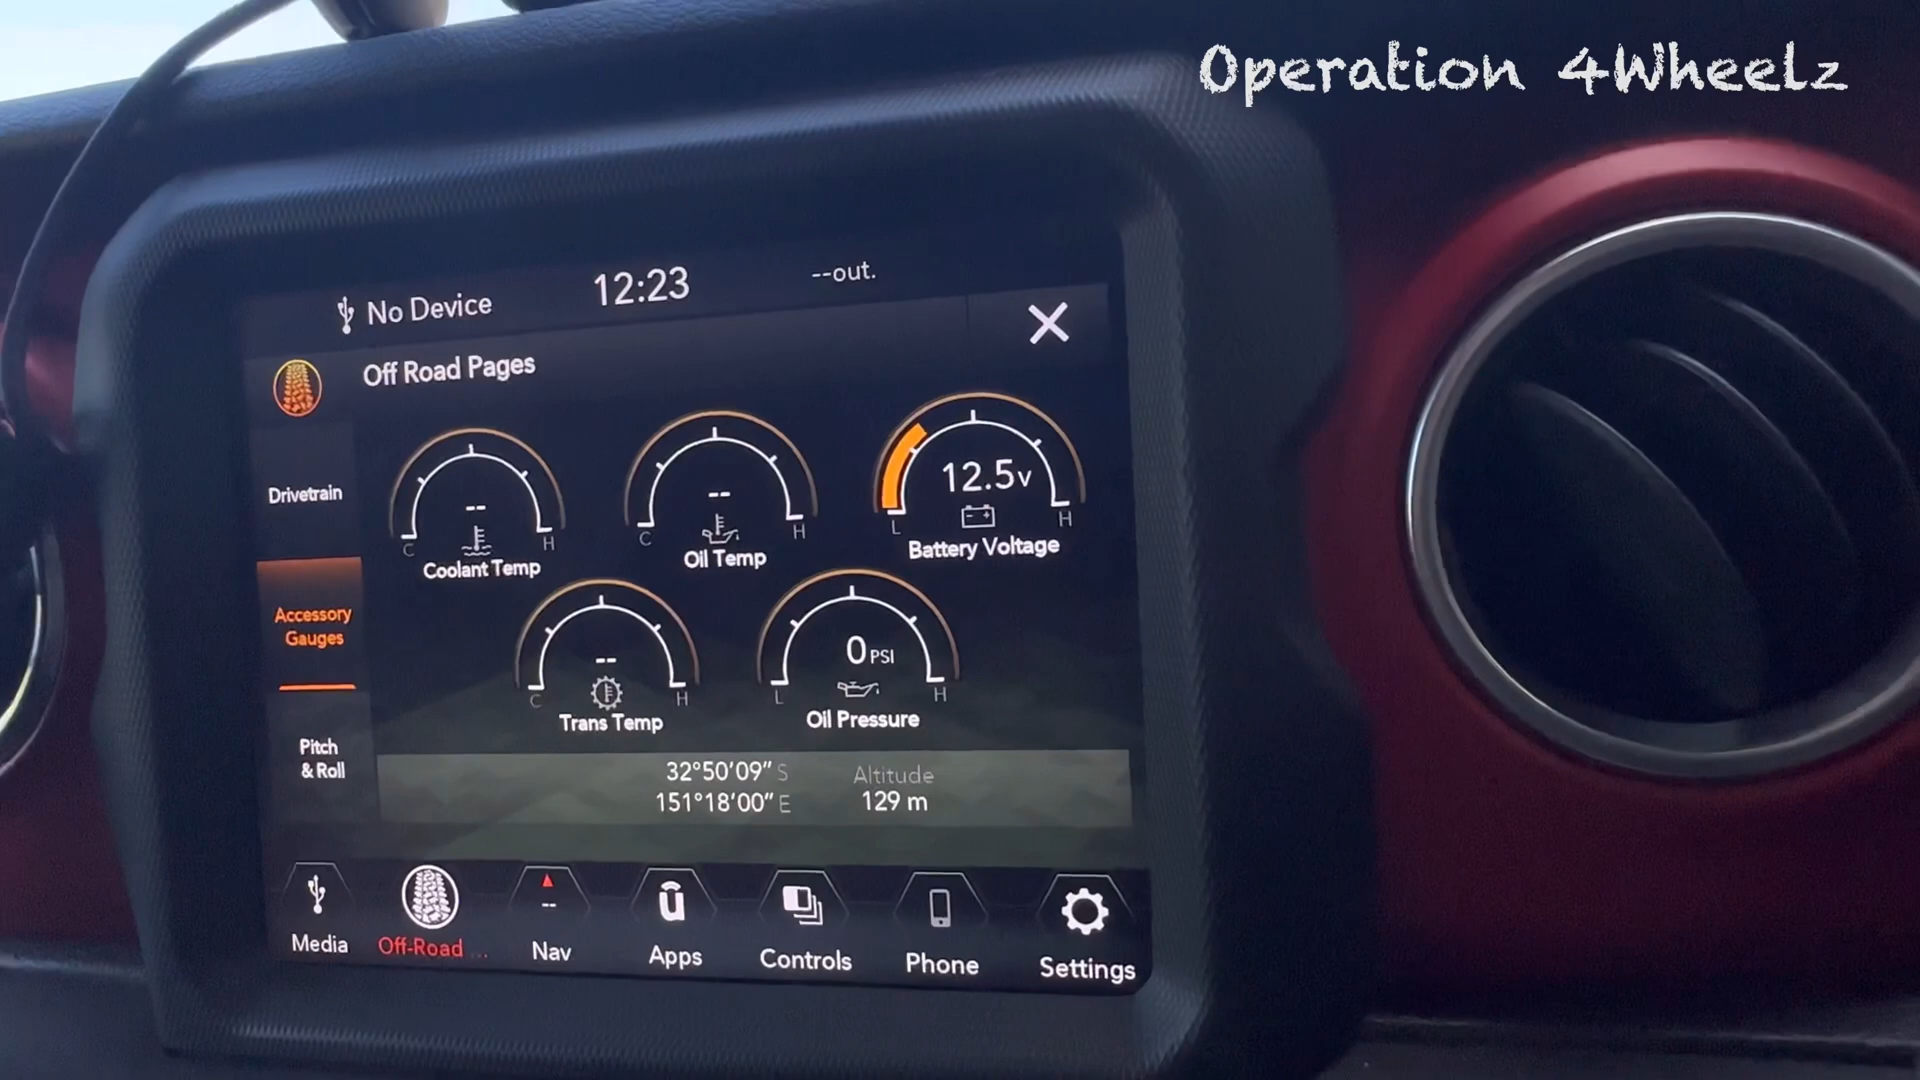 Operation 4Wheelz
No Device
12:23
--out.
Off Road Pages
Drivetrain
Accessory
Gauges
Pitch
& Roll
--
C H
Coolant Temp
--
C H
Oil Temp
12.5v
L H
Battery Voltage
--
C H
Trans Temp
0 PSI
L H
Oil Pressure
32°50'09" S
151°18'00" E
Altitude
129 m
Media
Off-Road ...
--
Nav
Apps
Controls
Phone
Settings